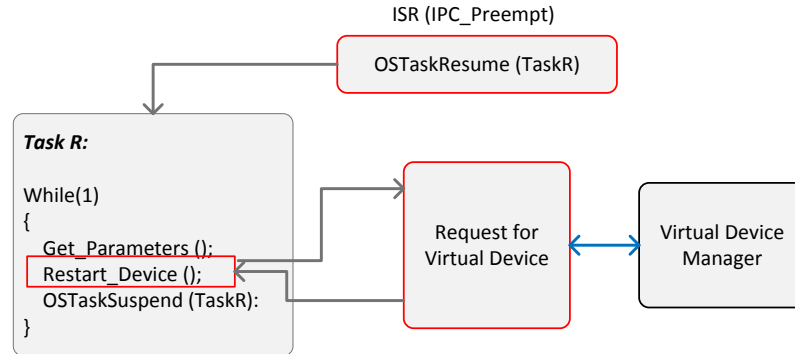 ISR (IPC_Preempt)
OSTaskResume (TaskR)
Task R:
While(1)
{
Get_Parameters ();
Restart_Device ();
OSTaskSuspend (TaskR):
}
Request for
Virtual Device
Virtual Device
Manager